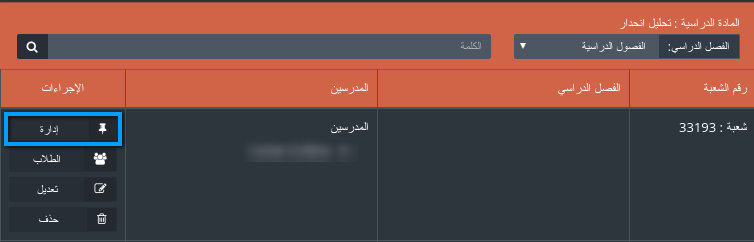 المادة الدراسية : تحليل انحدار
الفصل الدراسي: الفصول الدراسية
الكلمة
رقم الشعبة
الفصل الدراسي
المدرسين
الإجراءات
شعبة : 33193
المدرسين
إدارة
الطلاب
تعديل
حذف